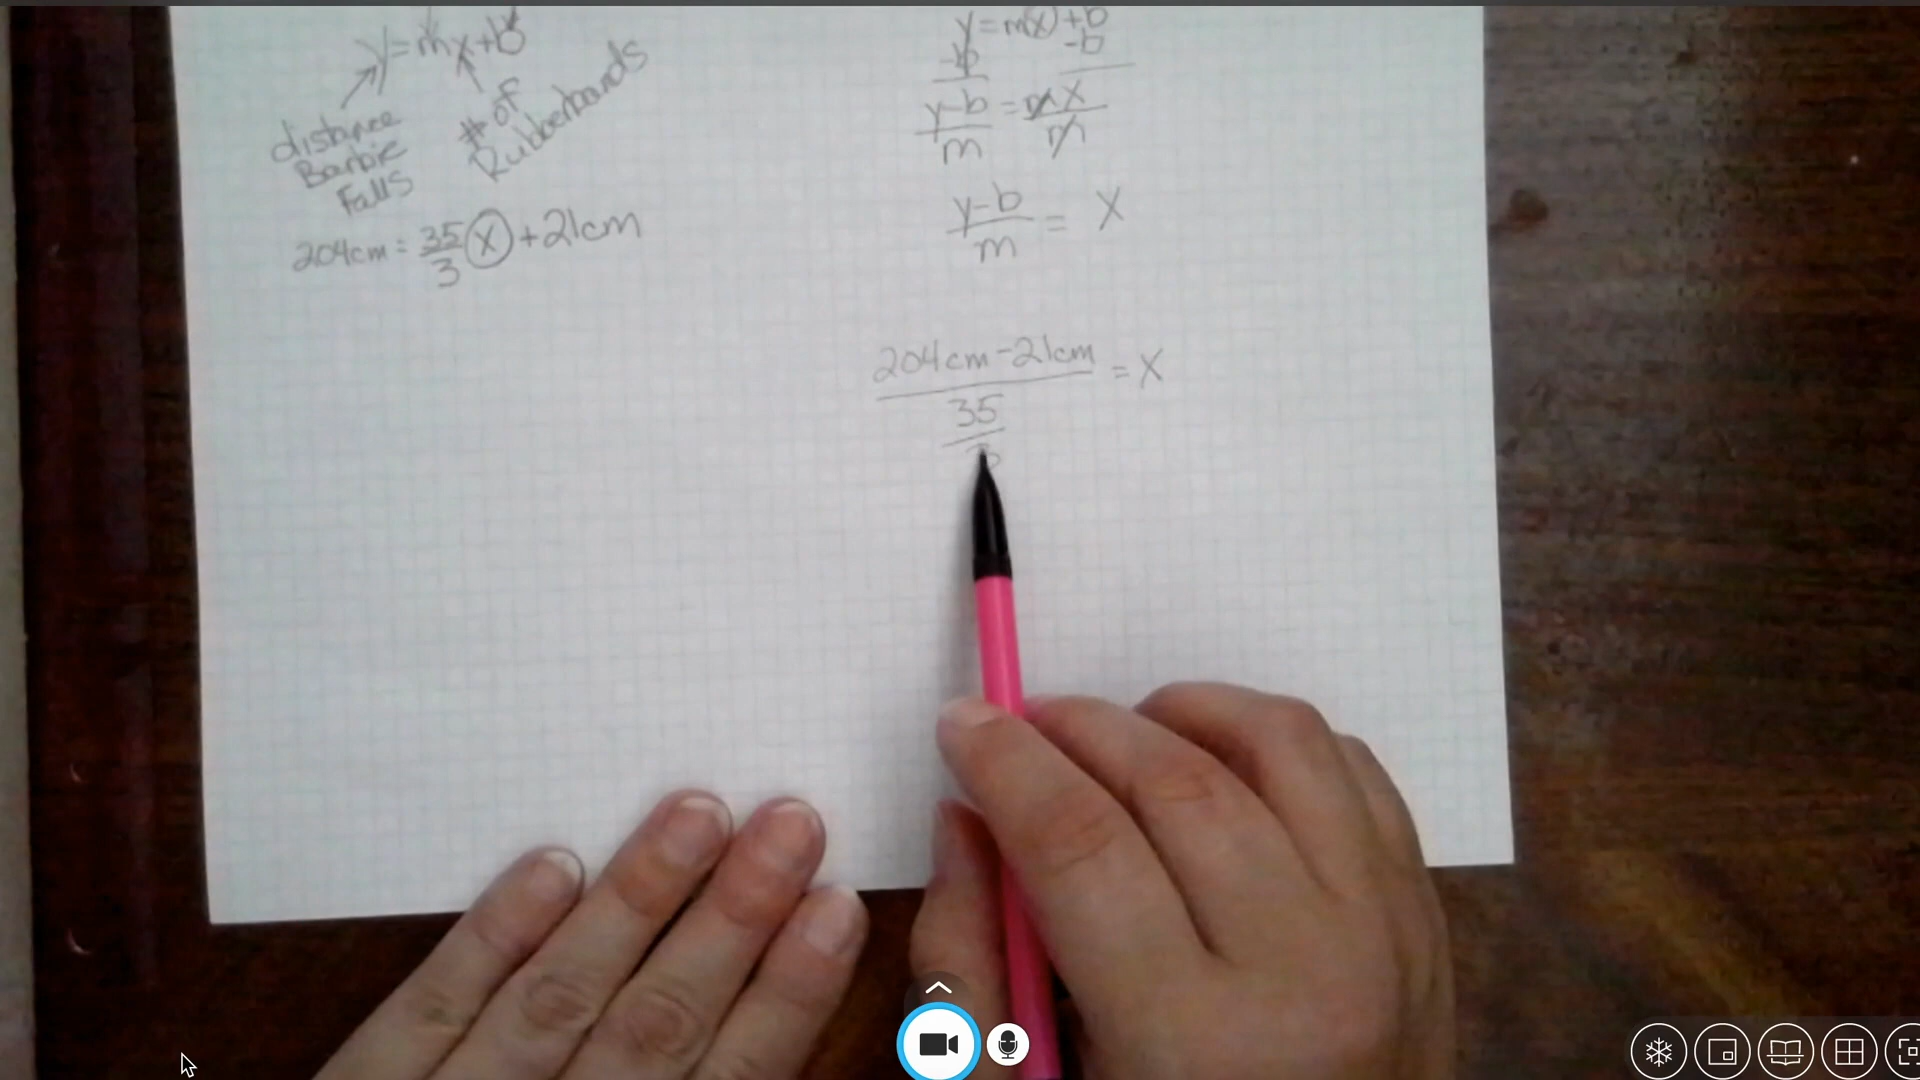 y=mx+b
distance
Barbie
Falls
# of
Rubberbands
204cm = 35/3 (x) +21cm
y=m(x)+b
-b -b
y-b/m = mx/m
y-b/m = X
204cm-21cm = X
35
3